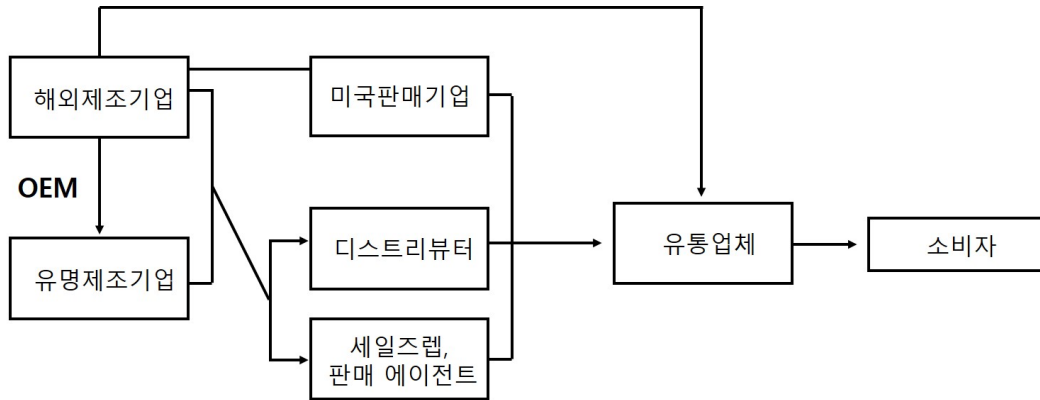 해외제조기업
미국판매기업
OEM
디스트리뷰터
유통업체
소비자
유명제조기업
세일즈렙,
판매 에이전트